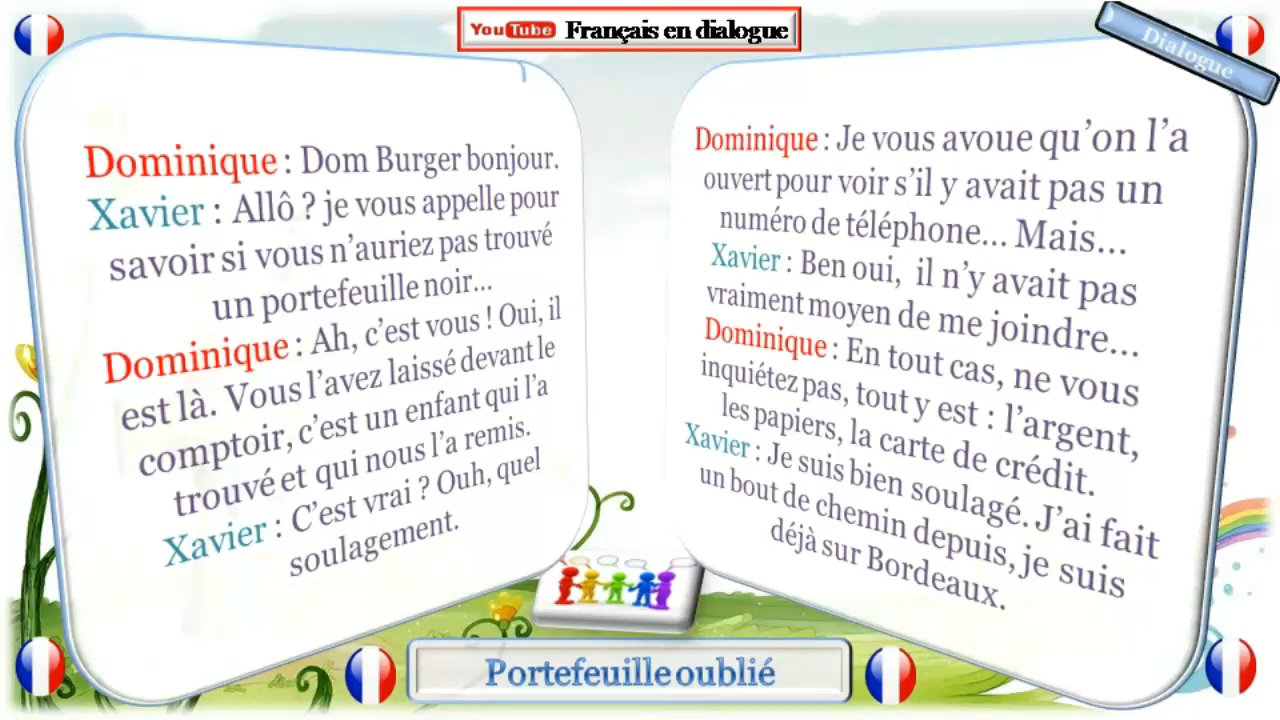 YouTube Français en dialogue
Dialogue
Dominique : Dom Burger bonjour.
Xavier : Allô ? je vous appelle pour
savoir si vous n'auriez pas trouvé
un portefeuille noir...
Dominique : Ah, c'est vous ! Oui, il
est là. Vous l'avez laissé devant le
comptoir, c'est un enfant qui l'a
trouvé et qui nous l'a remis.
Xavier : C'est vrai ? Ouh, quel
soulagement.
Dominique : Je vous avoue qu'on l'a
ouvert pour voir s'il y avait pas un
numéro de téléphone... Mais...
Xavier : Ben oui, il n'y avait pas
vraiment moyen de me joindre...
Dominique : En tout cas, ne vous
inquiétez pas, tout y est : l'argent,
les papiers, la carte de crédit.
Xavier : Je suis bien soulagé. J'ai fait
un bout de chemin depuis, je suis
déjà sur Bordeaux.
Portefeuille oublié